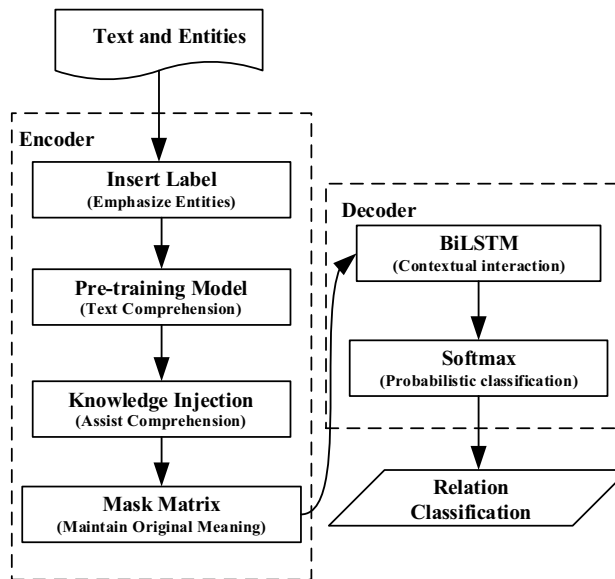 Text and Entities
Encoder
Insert Label
(Emphasize Entities)
Pre-training Model
(Text Comprehension)
Knowledge Injection
(Assist Comprehension)
Mask Matrix
(Maintain Original Meaning)
Decoder
BiLSTM
(Contextual interaction)
Softmax
(Probabilistic classification)
Relation
Classification